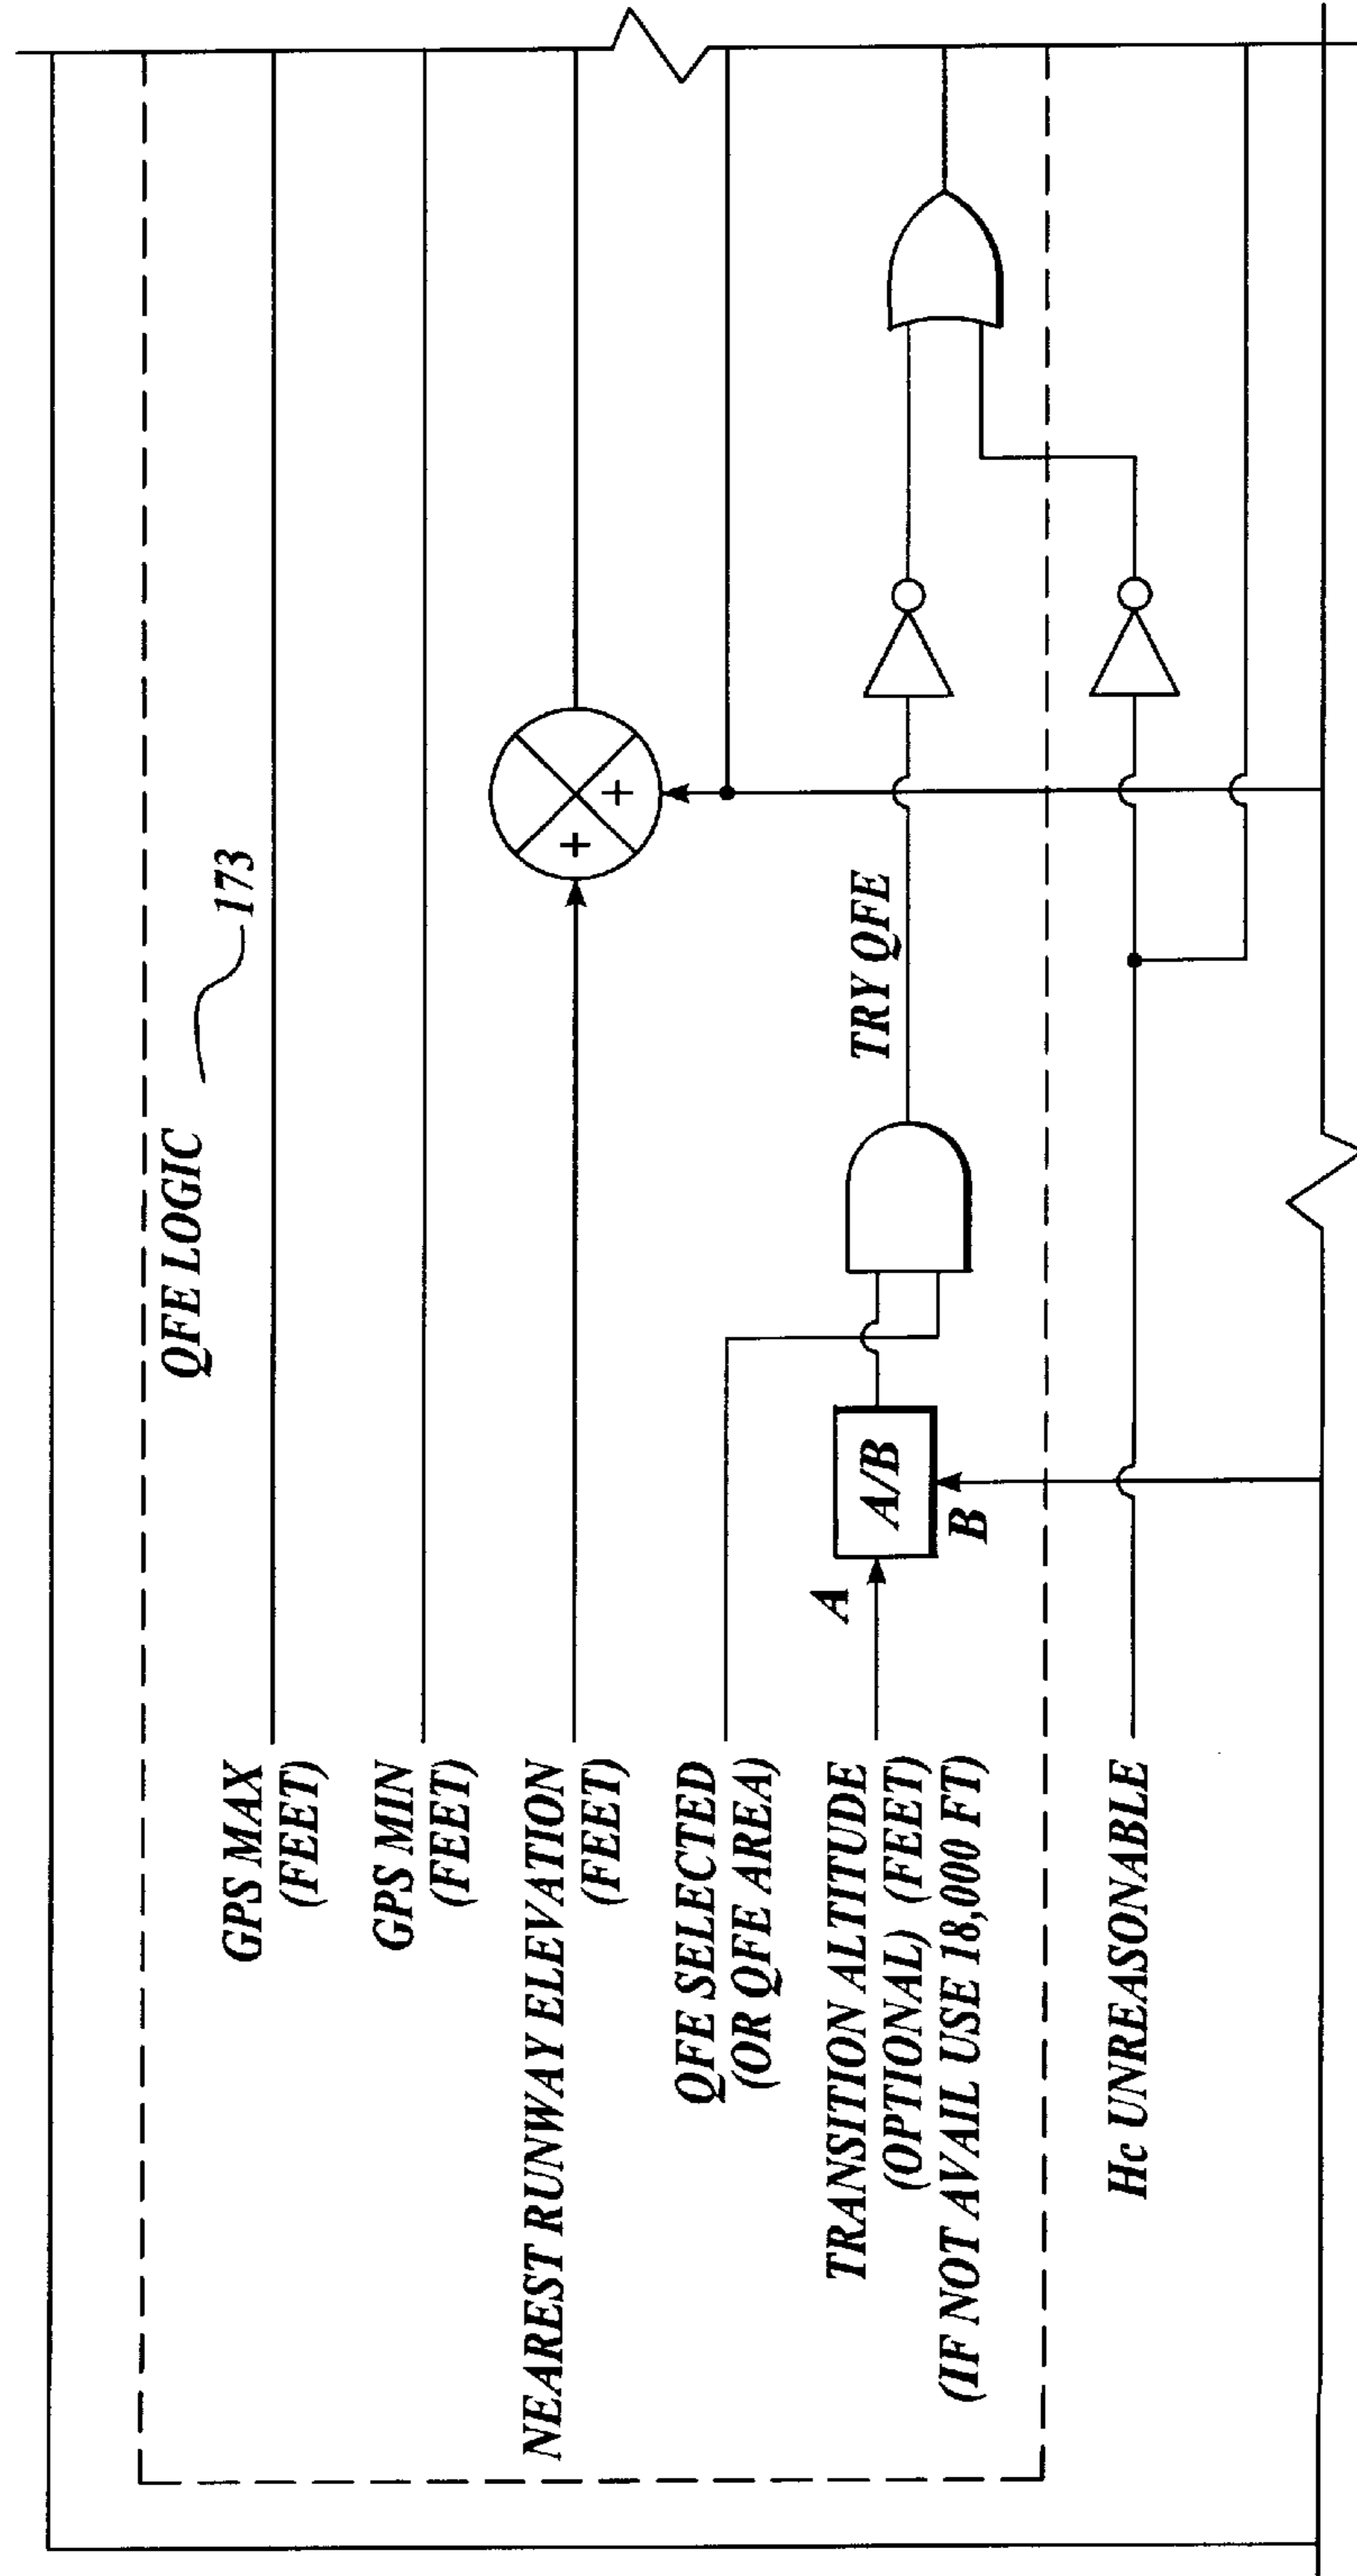 QFE LOGIC
173
GPS MAX
(FEET)
GPS MIN
(FEET)
NEAREST RUNWAY ELEVATION
(FEET)
+
+
QFE SELECTED
(OR QFE AREA)
TRANSITION ALTITUDE
(OPTIONAL) (FEET)
(IF NOT AVAIL USE 18,000 FT)
A
A/B
B
TRY QFE
Hc UNREASONABLE